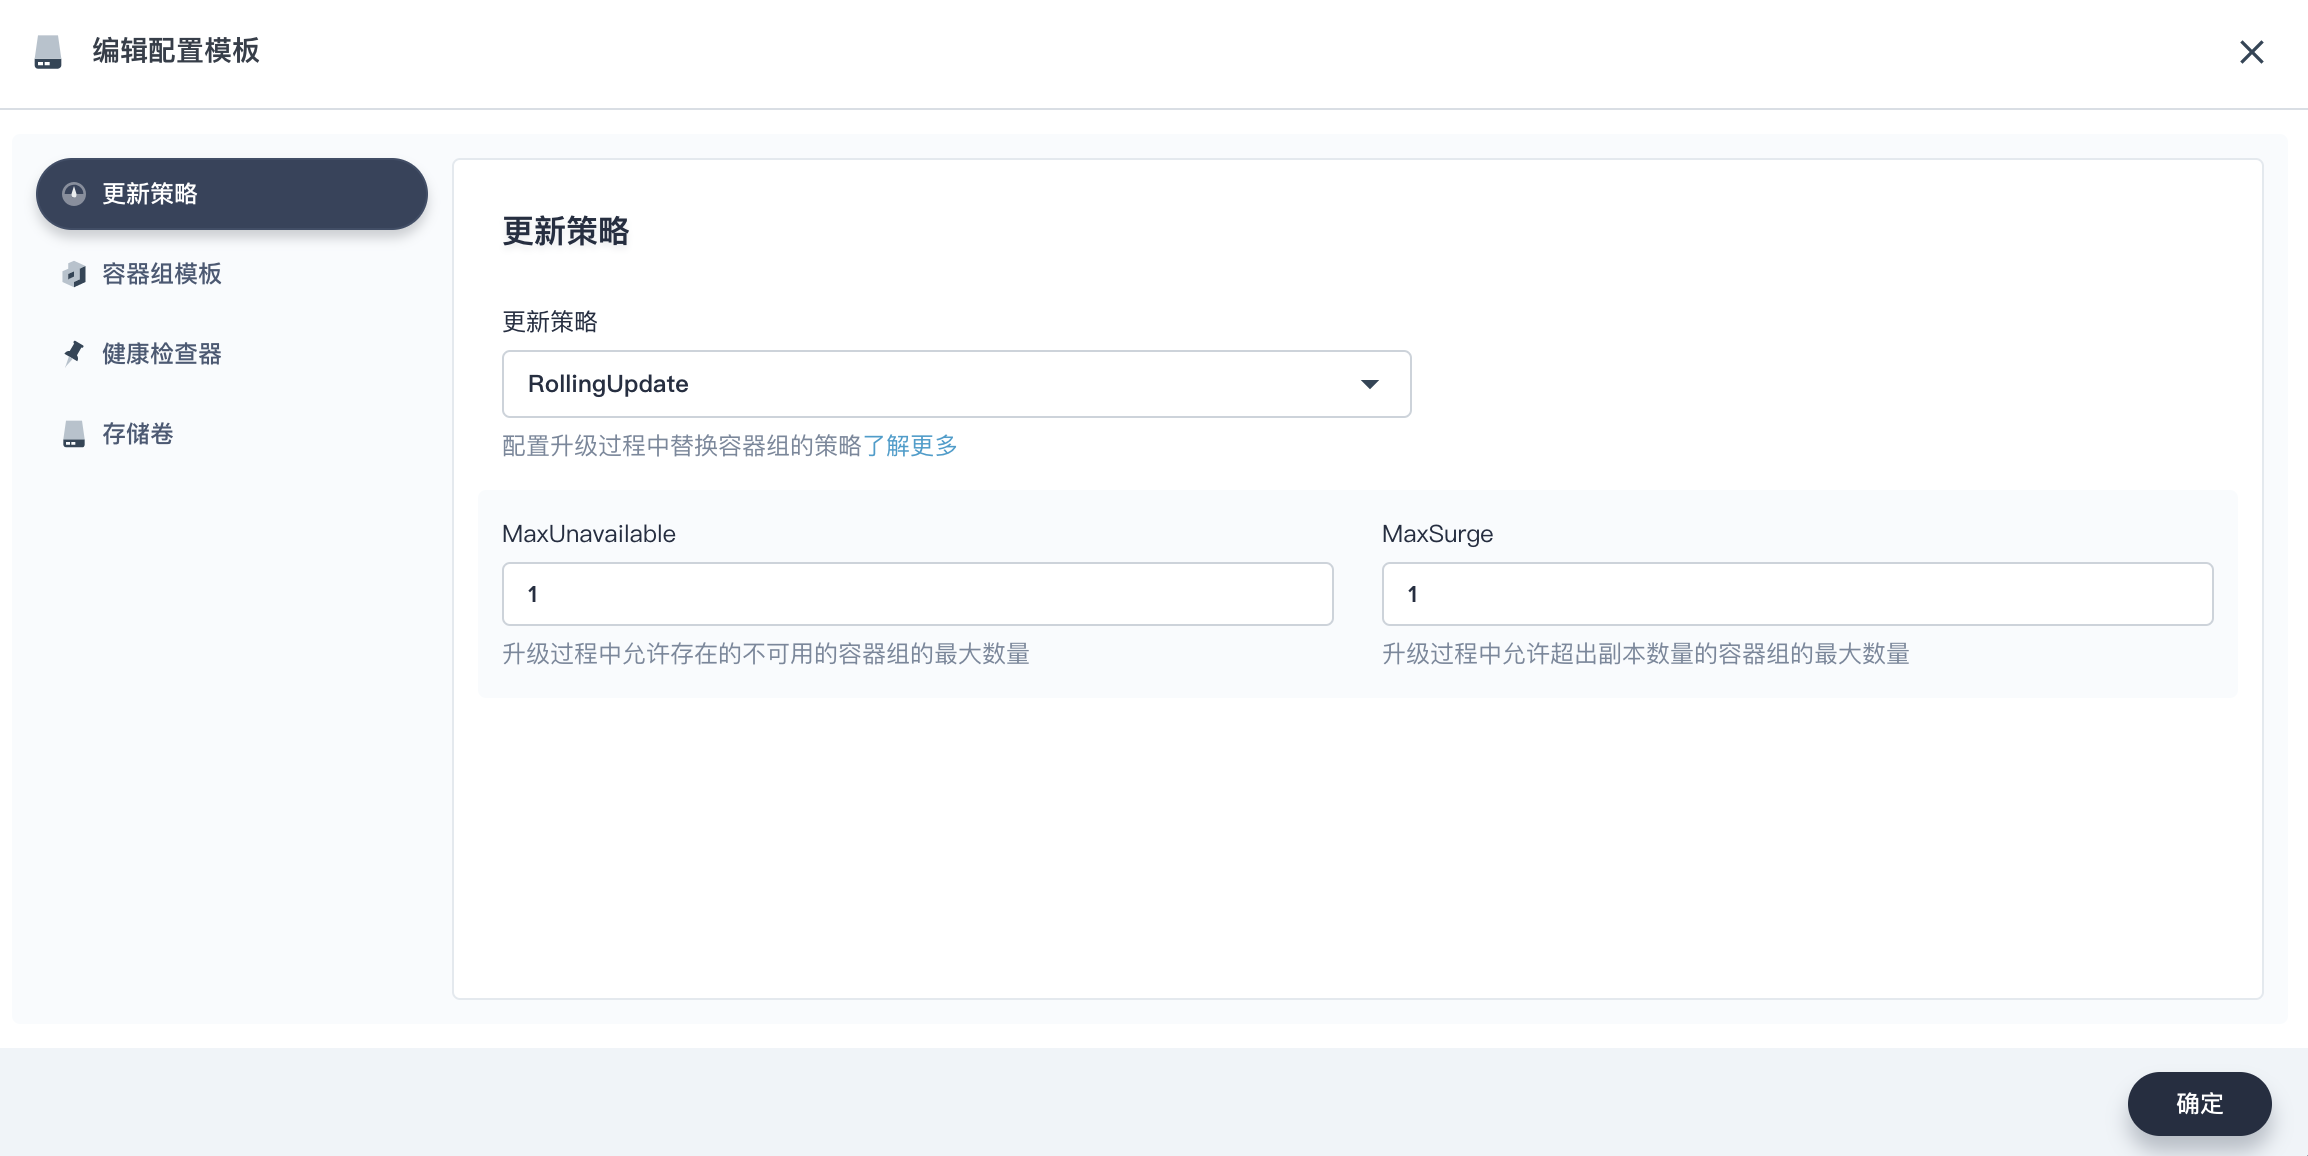 编辑配置模板
更新策略
容器组模板
健康检查器
存储卷
更新策略
更新策略
RollingUpdate
配置升级过程中替换容器组的策略了解更多
MaxUnavailable
1
升级过程中允许存在的不可用的容器组的最大数量
MaxSurge
1
升级过程中允许超出副本数量的容器组的最大数量
确定